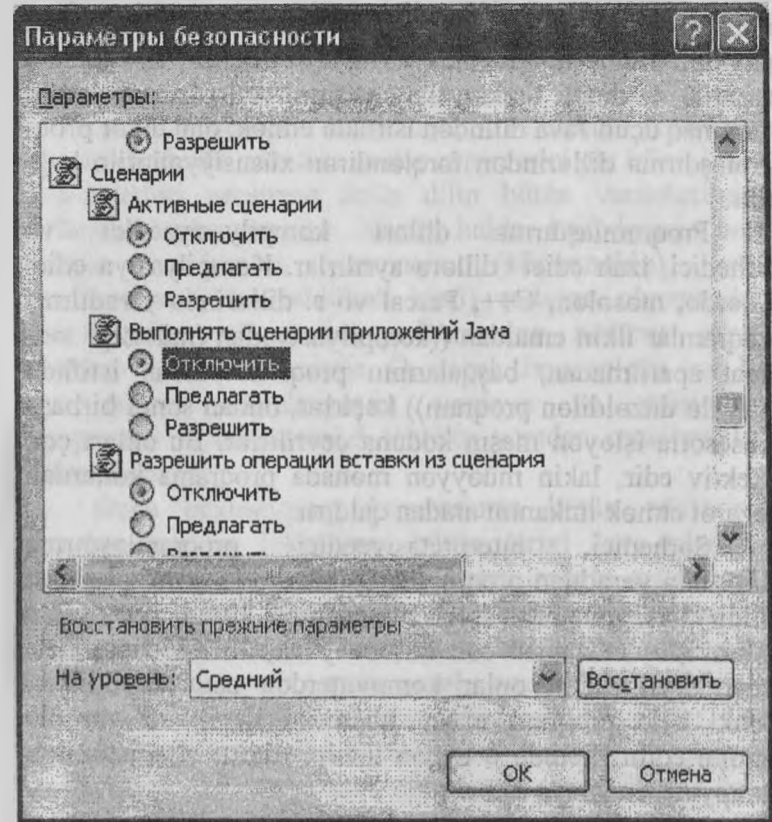 Параметры безопасности
Параметры:
Разрешить
Сценарии
Активные сценарии
Отключить
Предлагать
Разрешить
Выполнять сценарии приложений Java
Отключить
Предлагать
Разрешить
Разрешить операции вставки из сценария
Отключить
Предлагать
Восстановить прежние параметры
На уровень: Средний Восстановить
ОК Отмена